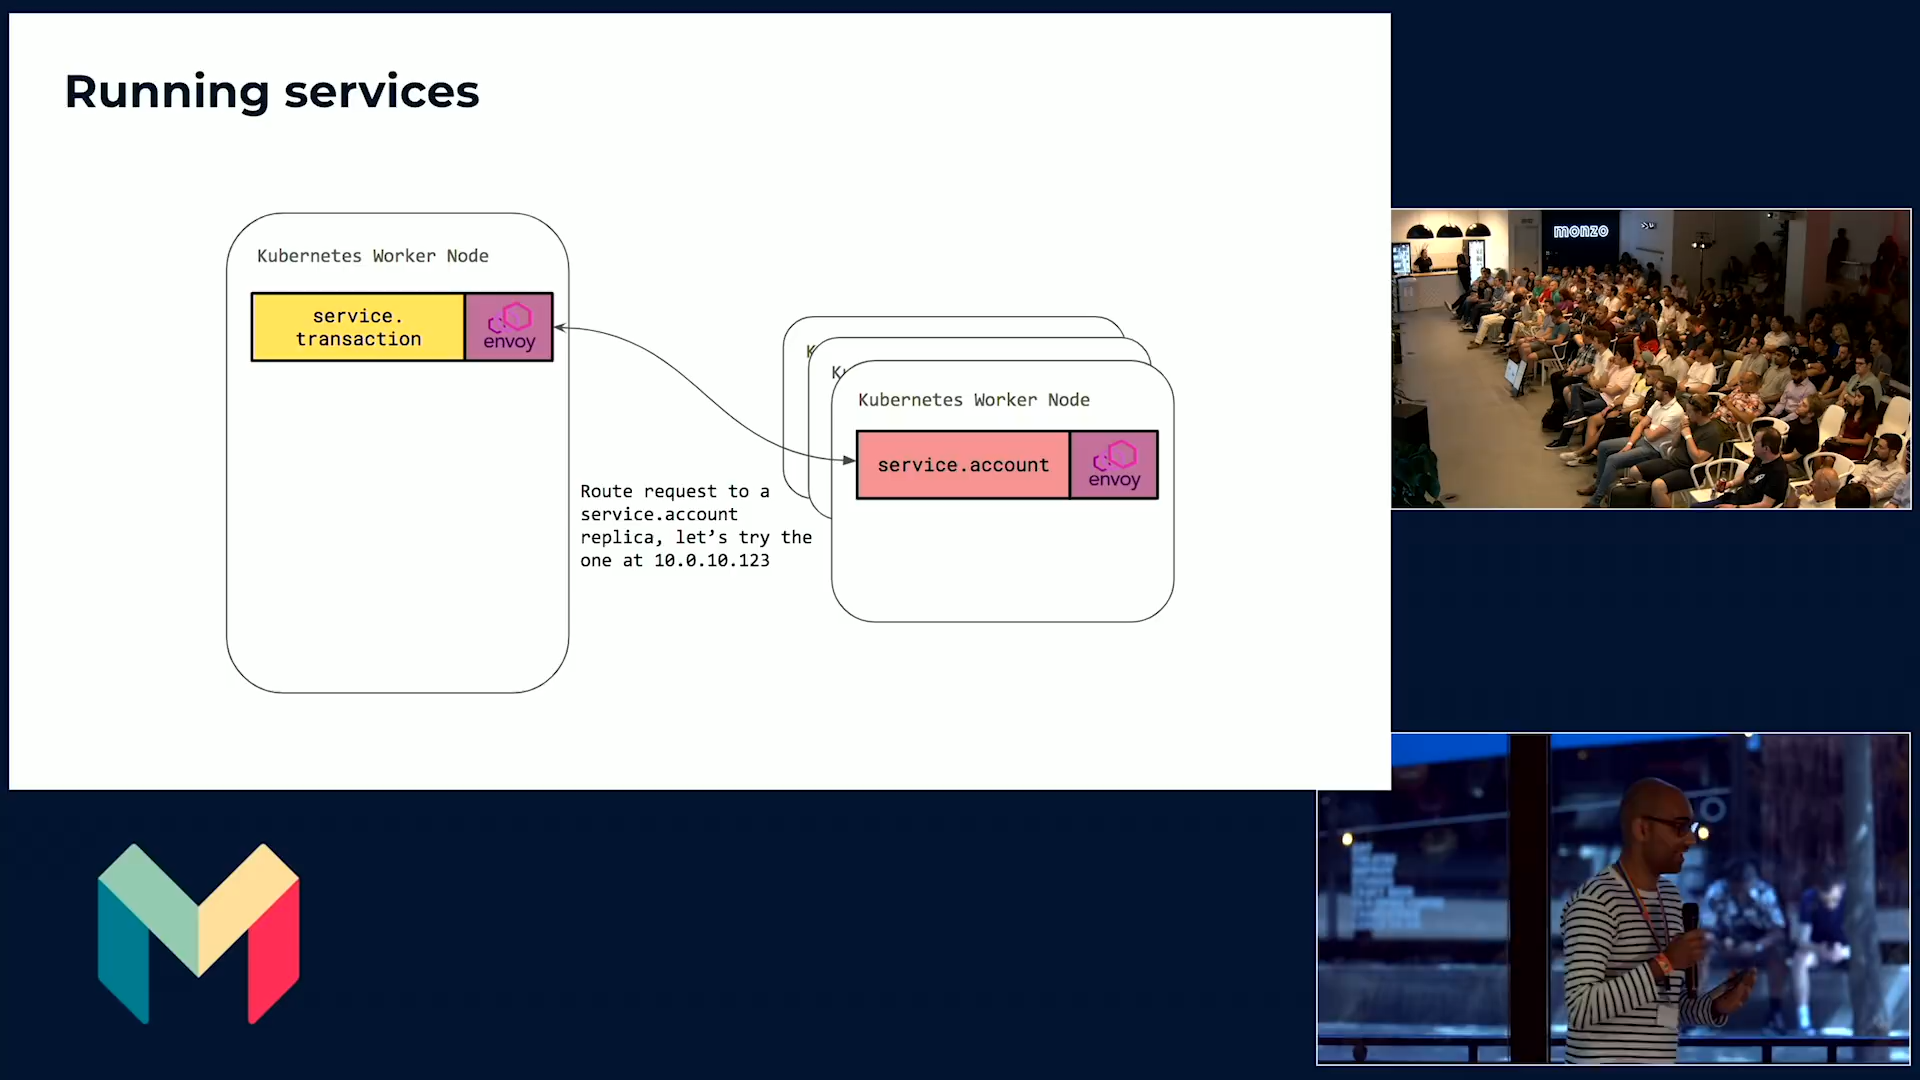 Running services
Kubernetes Worker Node
service.
transaction
envoy
K
Ku
Kubernetes Worker Node
service.account
envoy
Route request to a
service.account
replica, let’s try the
one at 10.0.10.123
monzo